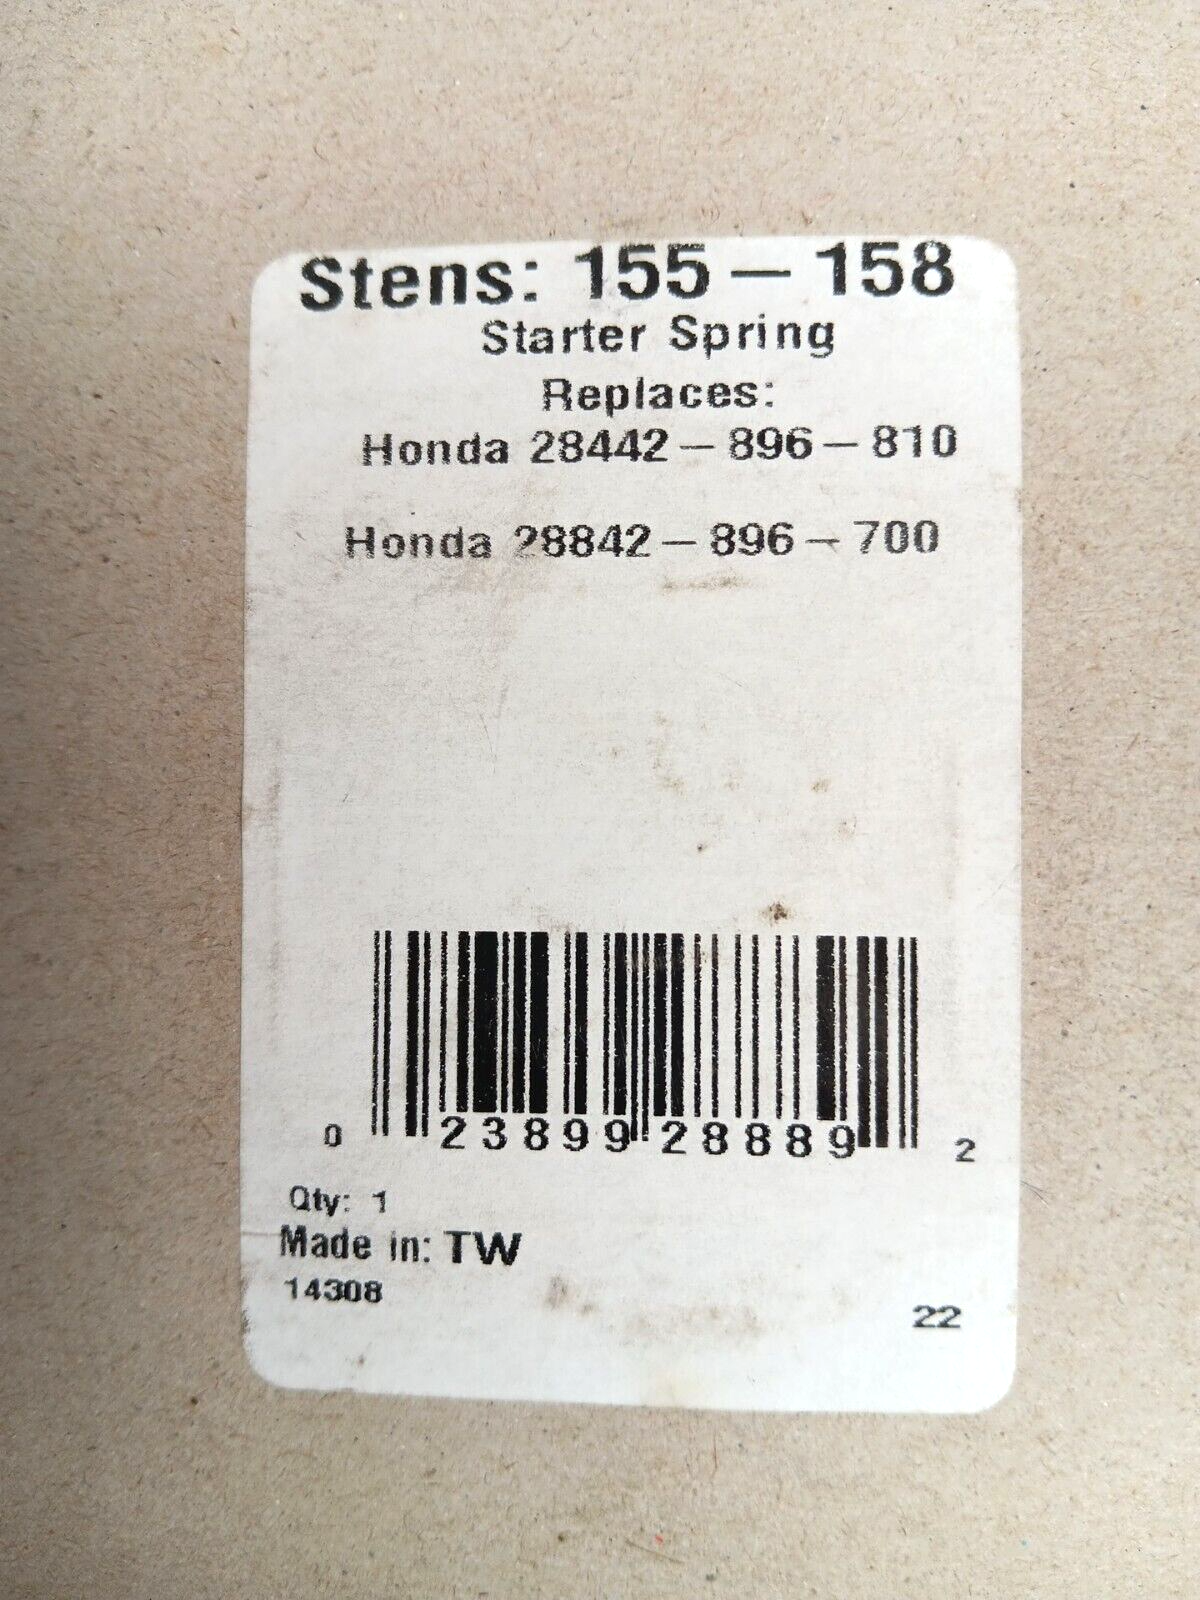 Stens: 155-158
Starter Spring
Replaces:
Honda 28442-896-810
Honda 28842-896-700
0 23899 28889 2
Qty: 1
Made in: TW
14308
22